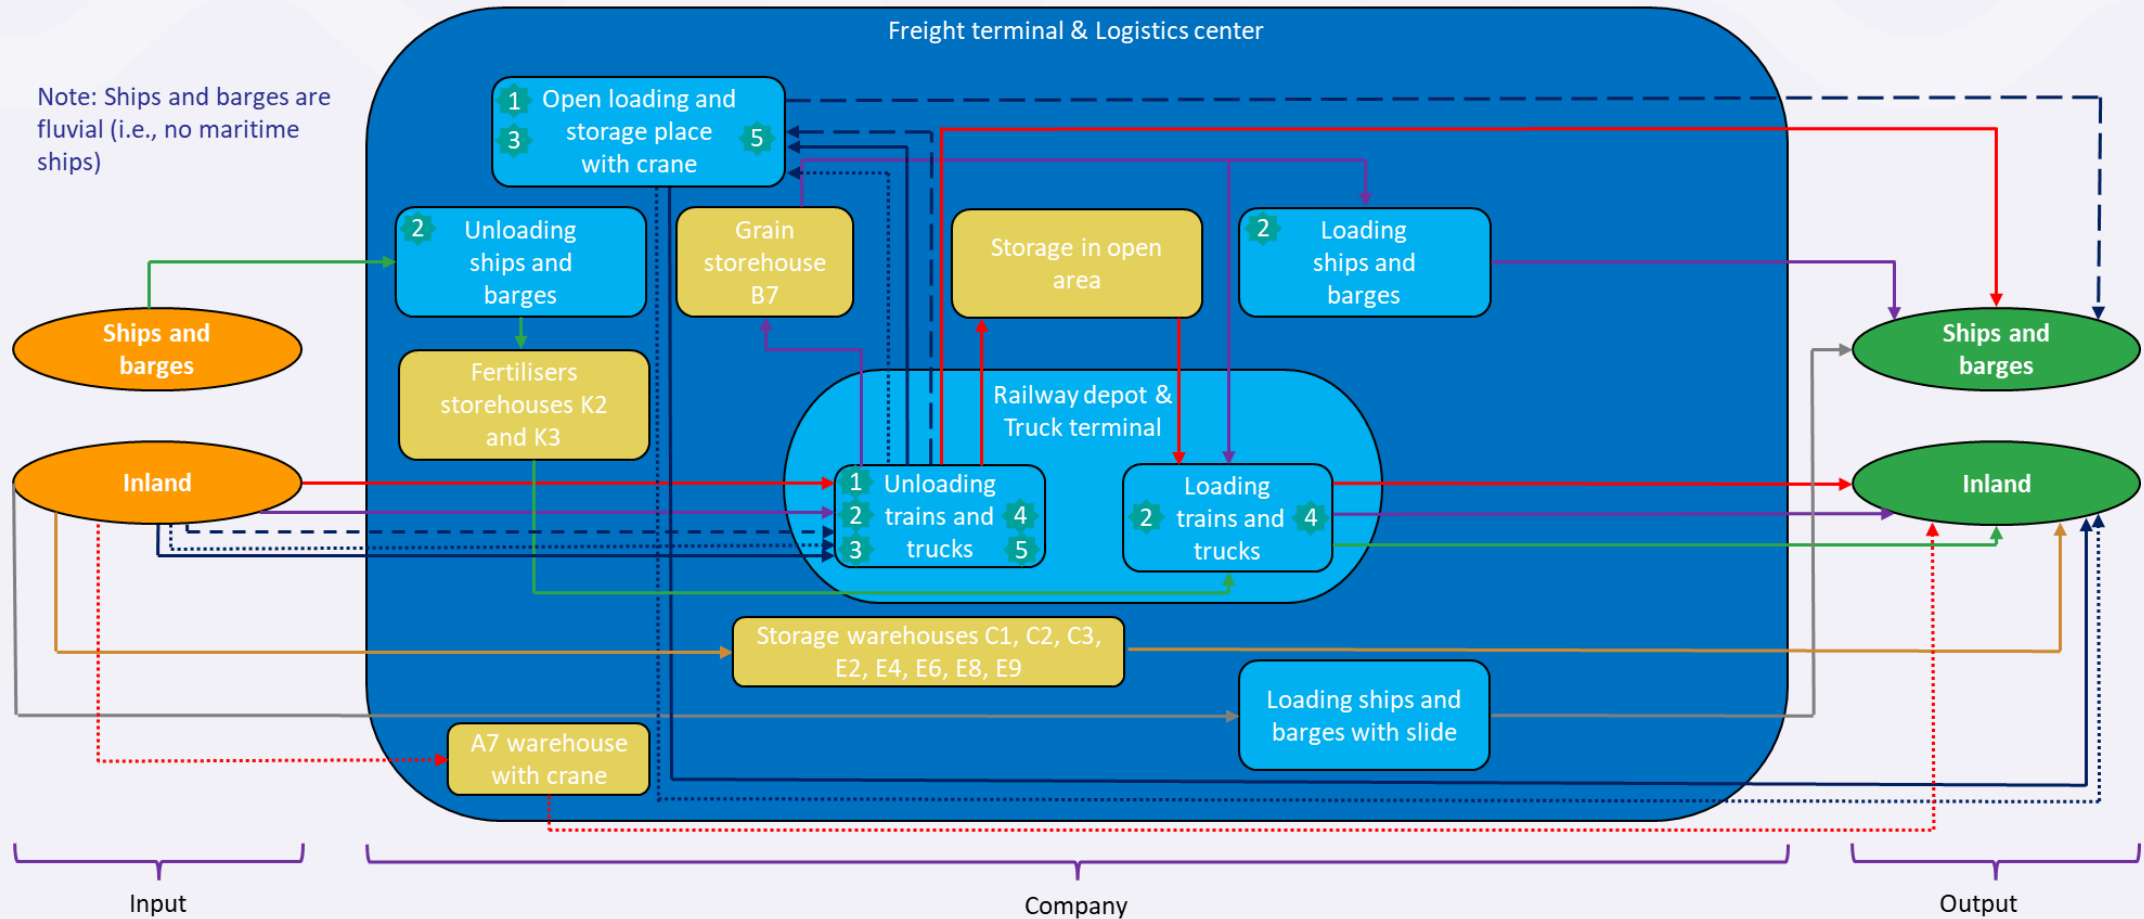 Freight terminal & Logistics center
Note: Ships and barges are
fluvial (i.e., no maritime
ships)
1
3
Open loading and
storage place
with crane
5
2
Unloading
ships and
barges
Grain
storehouse
B7
Storage in open
area
2
Loading
ships and
barges
Ships and
barges
Ships and
barges
Fertilisers
storehouses K2
and K3
Railway depot &
Truck terminal
Inland
1
2
3
Unloading
trains and
trucks
4
5
2
Loading
trains and
trucks
4
Inland
Storage warehouses C1, C2, C3,
E2, E4, E6, E8, E9
Loading ships and
barges with slide
A7 warehouse
with crane
Input
Company
Output